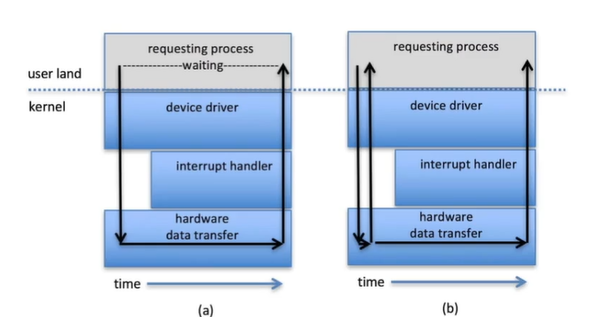 requesting process
waiting
user land
kernel
device driver
interrupt handler
hardware
data transfer
time
(a)
requesting process
device driver
interrupt handler
hardware
data transfer
time
(b)